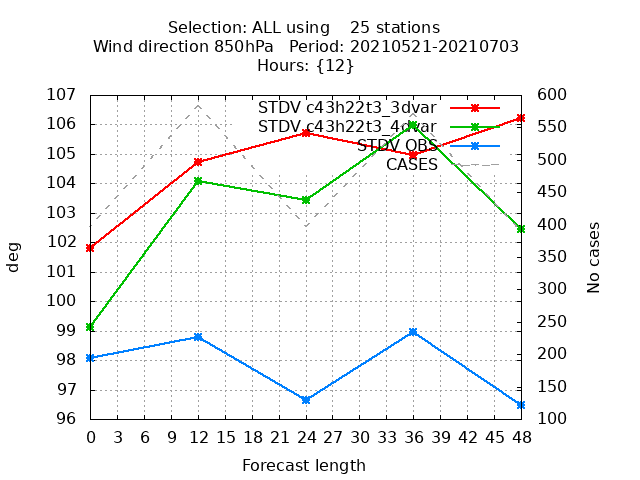 Selection: ALL using    25 stations
Wind direction 850hPa   Period: 20210521-20210703
Hours: {12}
107 600
STDV c43h22t3_3dvar
106 550
STDV c43h22t3_4dvar
STDV OBS
105 500
CASES
104 450
103 400
102 350
101 300
100 250
99 200
98 150
97 100
96
deg
No cases
0 3 6 9 12 15 18 21 24 27 30 33 36 39 42 45 48
Forecast length